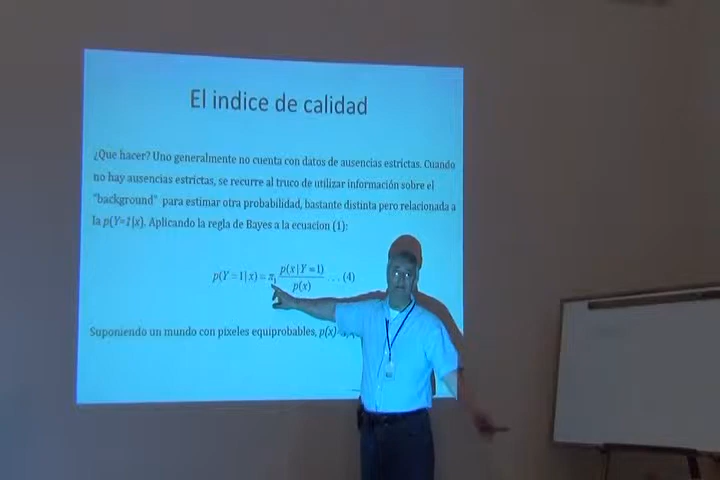 El indice de calidad
¿Que hacer? Uno generalmente no cuenta con datos de ausencias estrictas. Cuando
no hay ausencias estrictas, se recurre al truco de utilizar información sobre el
"background" para estimar otra probabilidad, bastante distinta pero relacionada a
la p(Y=1|x). Aplicando la regla de Bayes a la ecuacion (1):
p(Y=1|x) = π₁ p(x|Y=1) / p(x) ... (4)
Suponiendo un mundo con pixeles equiprobables, p(x)